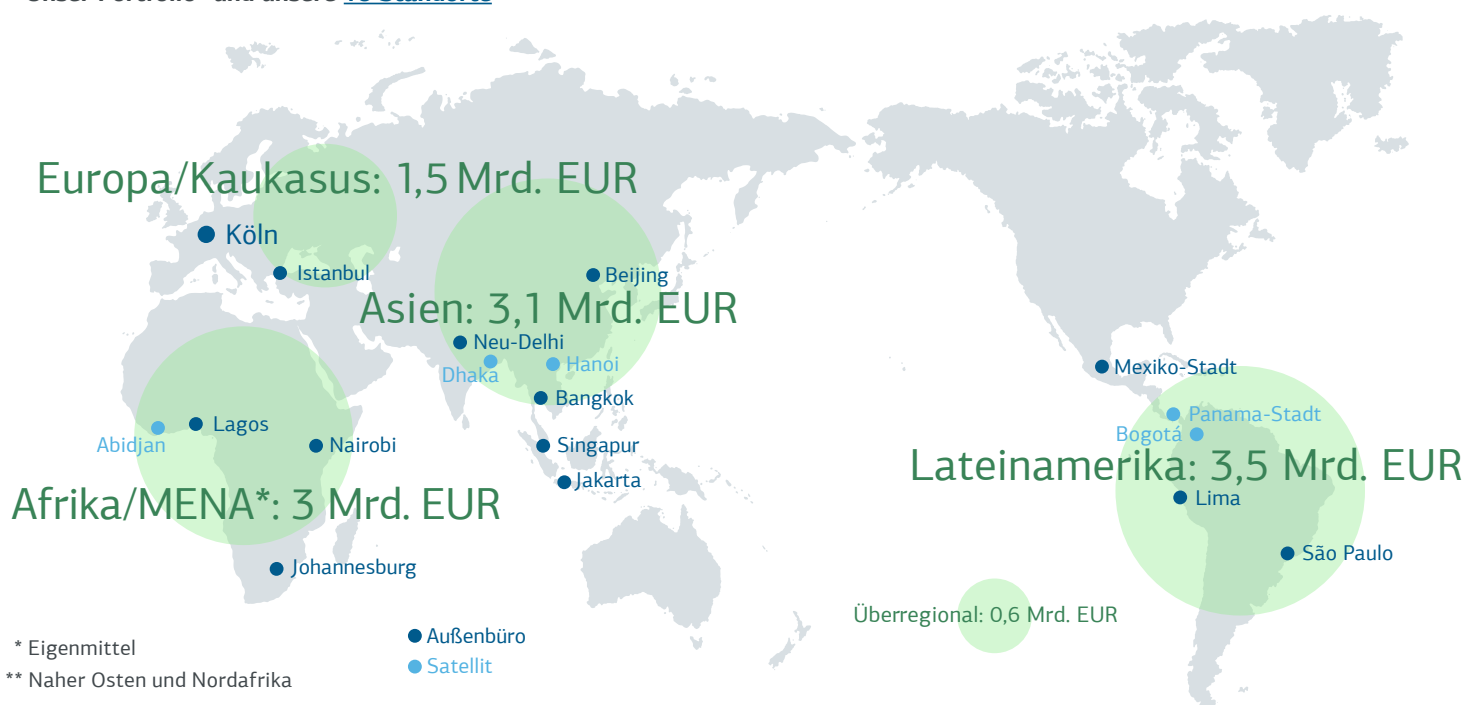 Europa/Kaukasus: 1,5 Mrd. EUR
Köln
Istanbul
Beijing
Asien: 3,1 Mrd. EUR
Neu-Delhi
Dhaka
Hanoi
Bangkok
Singapur
Jakarta
Abidjan
Lagos
Nairobi
Afrika/MENA*: 3 Mrd. EUR
Johannesburg
Mexiko-Stadt
Panama-Stadt
Bogotá
Lateinamerika: 3,5 Mrd. EUR
Lima
São Paulo
Überregional: 0,6 Mrd. EUR
Außenbüro
Satellit
* Eigenmittel
** Naher Osten und Nordafrika